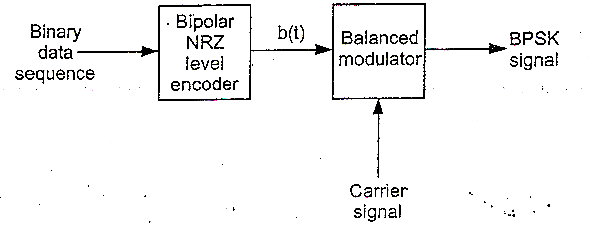 Binary
data
sequence
Bipolar
NRZ
level
encoder
b(t)
Balanced
modulator
BPSK
signal
Carrier
signal